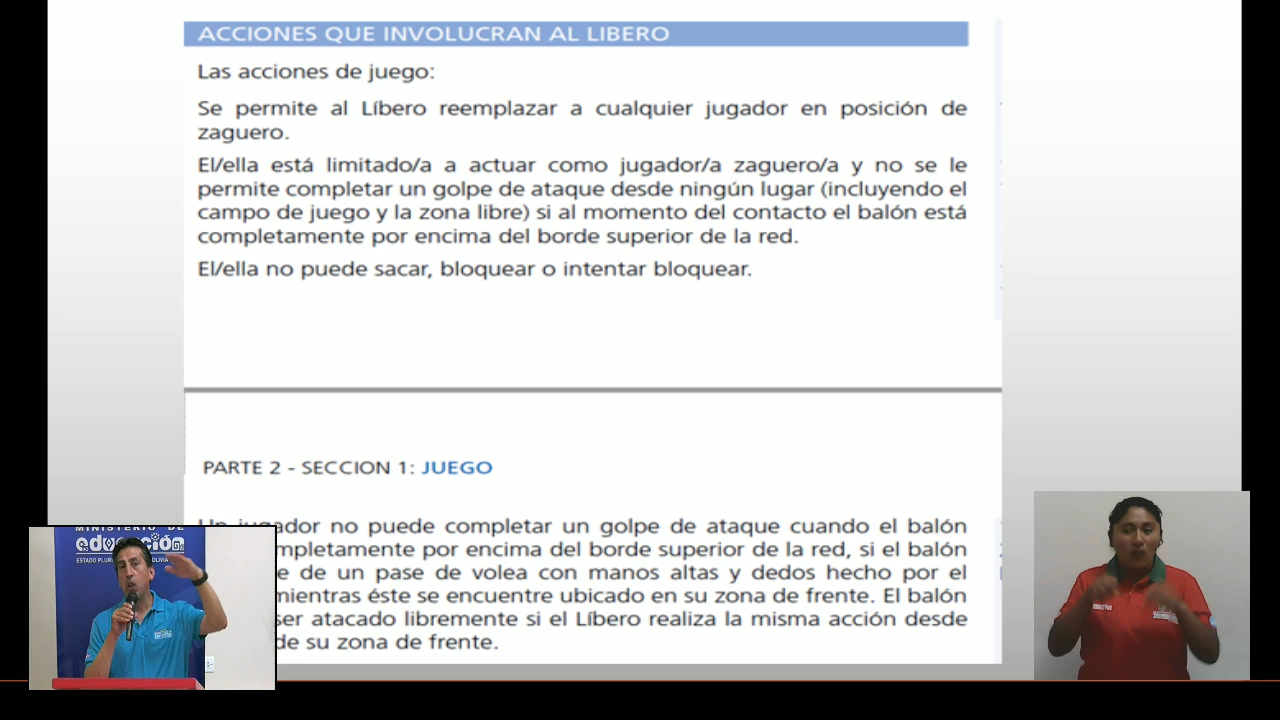 ACCIONES QUE INVOLUCRAN AL LIBERO
Las acciones de juego:
Se permite al Líbero reemplazar a cualquier jugador en posición de
zaguero.
El/ella está limitado/a a actuar como jugador/a zaguero/a y no se le
permite completar un golpe de ataque desde ningún lugar (incluyendo el
campo de juego y la zona libre) si al momento del contacto el balón está
completamente por encima del borde superior de la red.
El/ella no puede sacar, bloquear o intentar bloquear.
PARTE 2 - SECCION 1: JUEGO
Un jugador no puede completar un golpe de ataque cuando el balón
mpletamente por encima del borde superior de la red, si el balón
e de un pase de volea con manos altas y dedos hecho por el
mientras éste se encuentre ubicado en su zona de frente. El balón
ser atacado libremente si el Líbero realiza la misma acción desde
de su zona de frente.
MINISTERIO DE
educación
ESTADO PLURI BOLIVIA